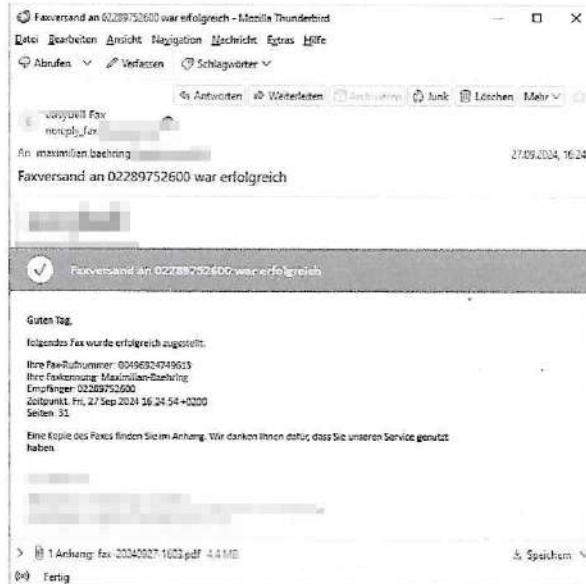 Faxversand an 02289752600 war erfolgreich - Mozilla Thunderbird
Datei Bearbeiten Ansicht Navigation Nachricht Extras Hilfe
Abrufen Verfassen Schlagwörter
Antworten Weiterleiten Archivieren Junk Löschen Mehr
easybell Fax
noreply_fax
An maximilian.baehring
27.09.2024, 16:24
Faxversand an 02289752600 war erfolgreich
Faxversand an 02289752600 war erfolgreich
Guten Tag,
folgendes Fax wurde erfolgreich zugestellt.
Ihre Fax-Rufnummer: 00496924749613
Ihre Faxkennung: Maximilian-Baehring
Empfänger: 02289752600
Zeitpunkt: Fri, 27 Sep 2024 16:24:54 +0200
Seiten: 31
Eine Kopie des Faxes finden Sie im Anhang. Wir danken Ihnen dafür, dass Sie unseren Service genutzt
haben.
1 Anhang: fax-20240927-1603.pdf 4,4 MB
Speichern
Fertig